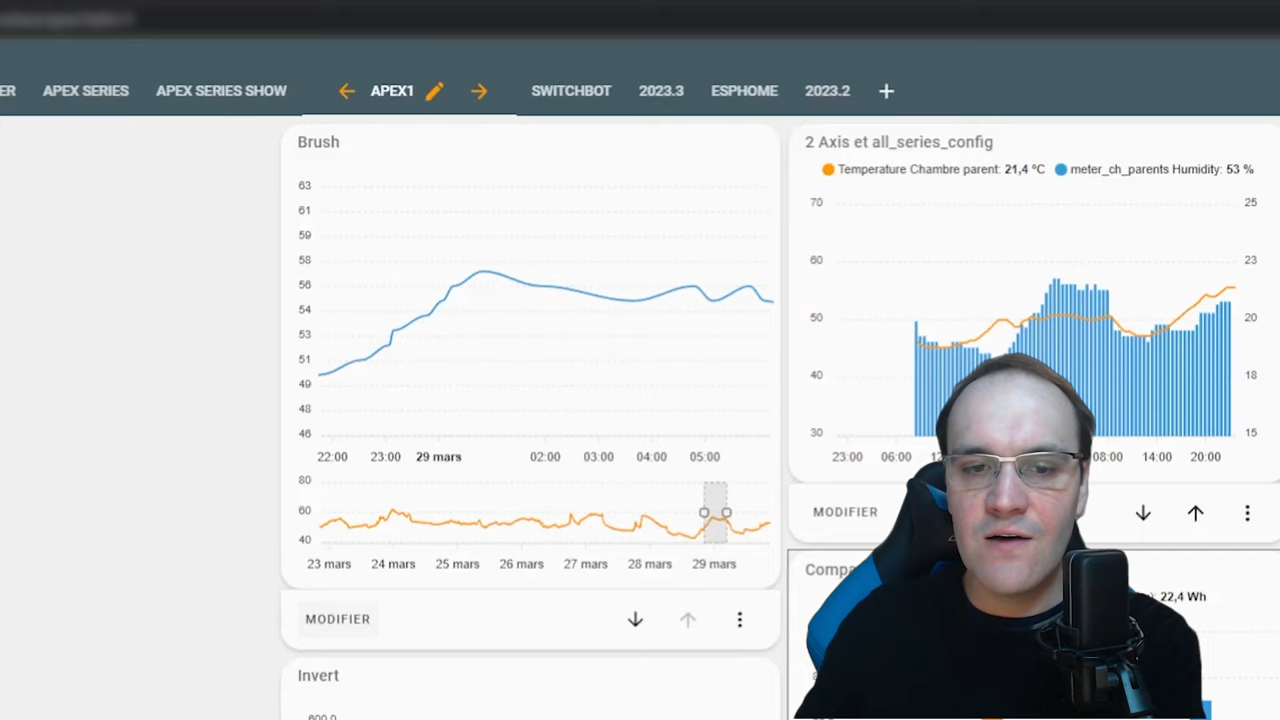 ER APEX SERIES APEX SERIES SHOW APEX1 SWITCHBOT 2023.3 ESPHOME 2023.2
Brush
63
61
59
58
56
54
53
51
49
48
46
22:00 23:00 29 mars 02:00 03:00 04:00 05:00
80
60
40
23 mars 24 mars 25 mars 26 mars 27 mars 28 mars 29 mars
MODIFIER
Invert
600.0
2 Axis et all_series_config
Temperature Chambre parent: 21,4 °C meter_ch_parents Humidity: 53 %
70 25
60 23
50 20
40 18
30 15
23:00 06:00 08:00 14:00 20:00
MODIFIER
Compa
22,4 Wh